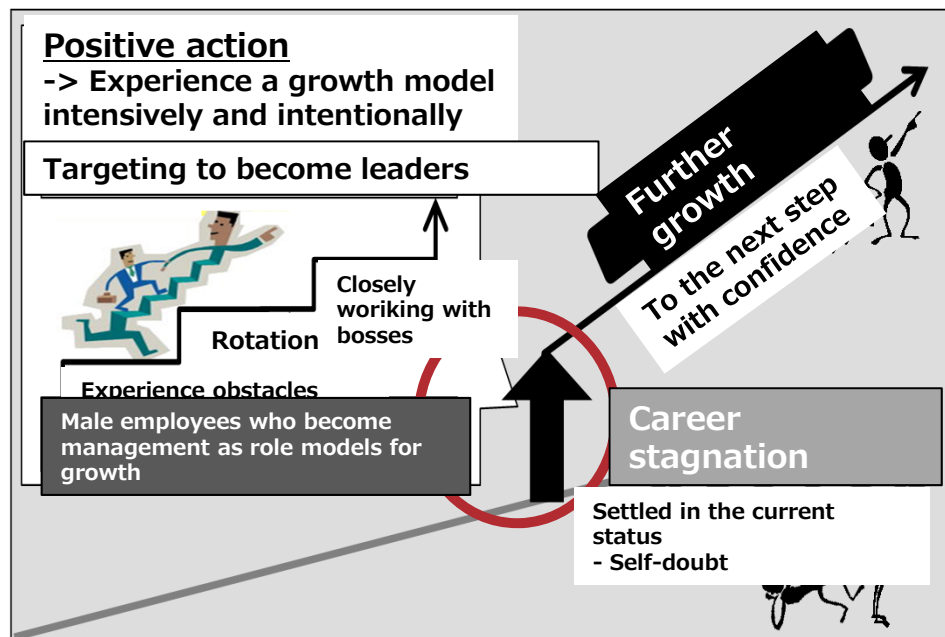 Positive action
-> Experience a growth model
intensively and intentionally
Targeting to become leaders
Closely
woriking with
bosses
Rotation
Experience obstacles
Male employees who become
management as role models for
growth
Further
growth
To the next step
with confidence
Career
stagnation
Settled in the current
status
- Self-doubt